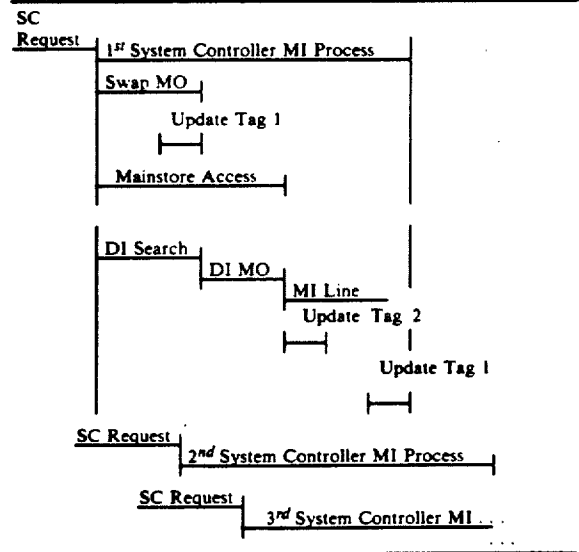 SC
Request
1st System Controller MI Process
Swap MO
Update Tag 1
Mainstore Access
DI Search
DI MO
MI Line
Update Tag 2
Update Tag 1
SC Request
2nd System Controller MI Process
SC Request
3rd System Controller MI . . .
. . .